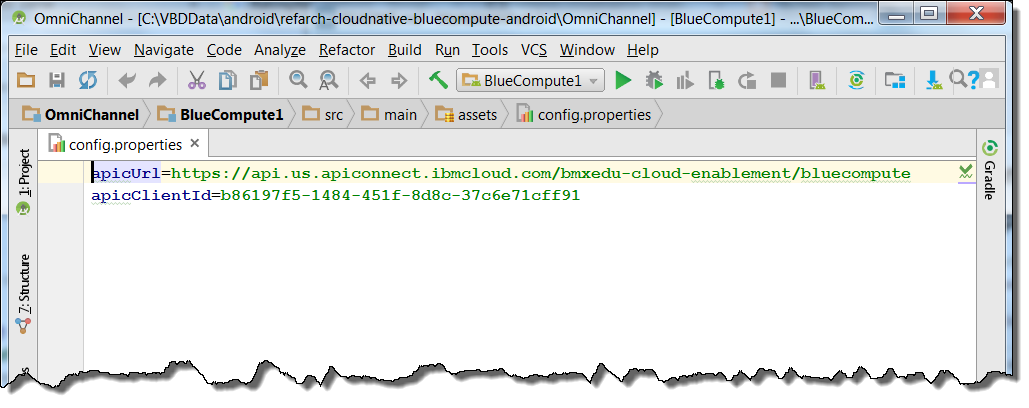 OmniChannel - [C:\VBDData\android\refarch-cloudnative-bluecompute-android\OmniChannel] - [BlueCompute1] - ...\BlueCom...
File Edit View Navigate Code Analyze Refactor Build Run Tools VCS Window Help
BlueCompute1
OmniChannel BlueCompute1 src main assets config.properties
config.properties
1: Project
apicUrl=https://api.us.apiconnect.ibmcloud.com/bmxedu-cloud-enablement/bluecompute
apicClientId=b86197f5-1484-451f-8d8c-37c6e71cff91
Gradle
7: Structure